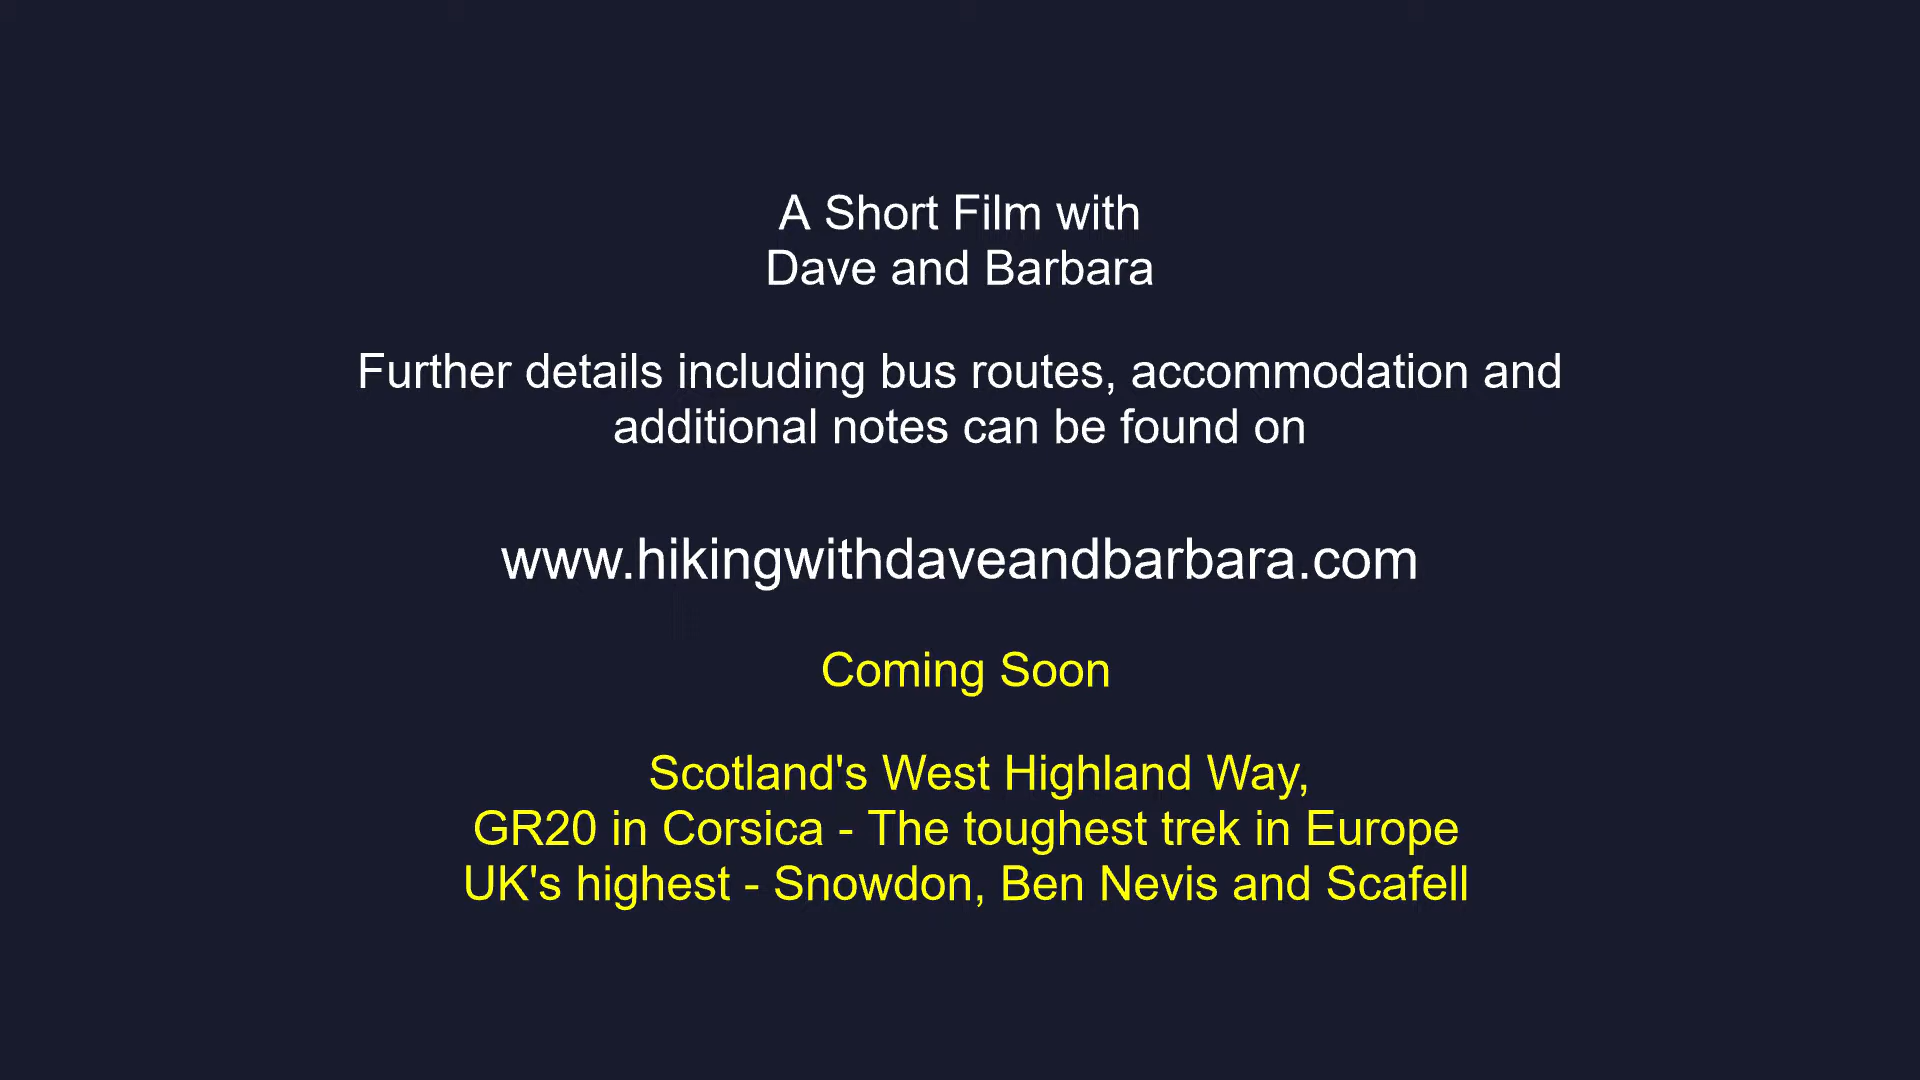 A Short Film with
Dave and Barbara
Further details including bus routes, accommodation and
additional notes can be found on
www.hikingwithdaveandbarbara.com
Coming Soon
Scotland's West Highland Way,
GR20 in Corsica - The toughest trek in Europe
UK's highest - Snowdon, Ben Nevis and Scafell